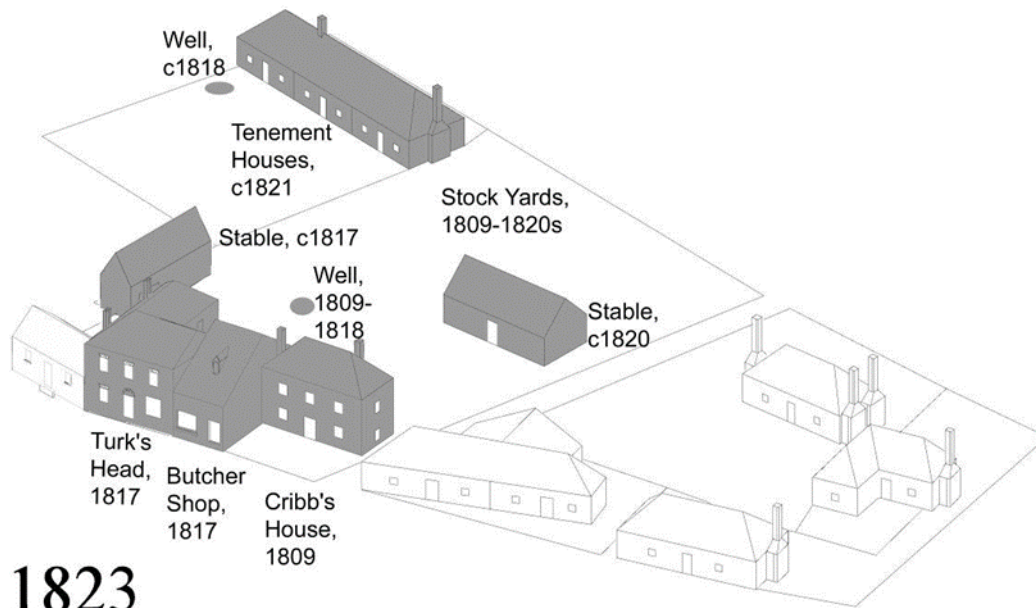 Well,
c1818
Tenement
Houses,
c1821
Stock Yards,
1809-1820s
Stable, c1817
Well,
1809-
1818
Stable,
c1820
Turk's
Head,
1817
Butcher
Shop,
1817
Cribb's
House,
1809
1823